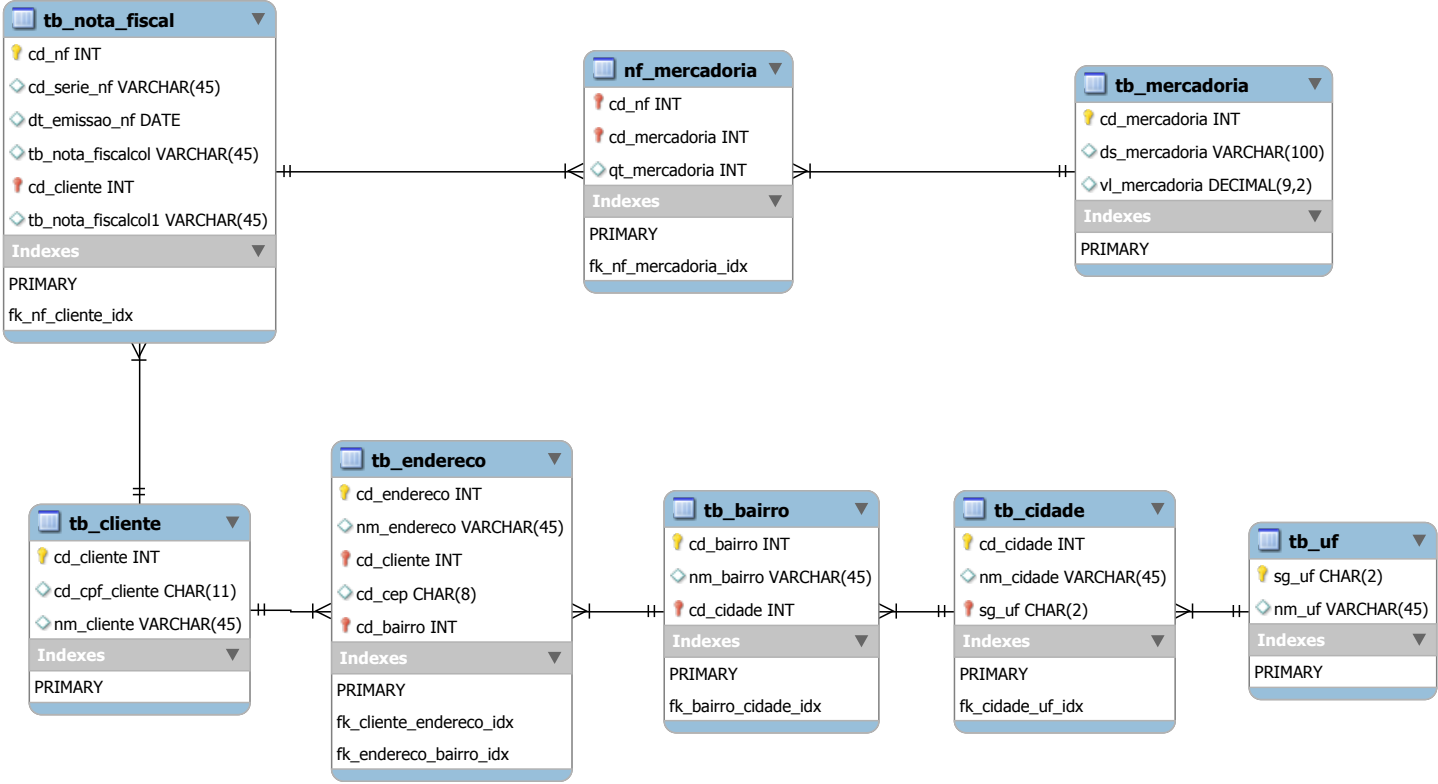 tb_nota_fiscal
cd_nf INT
cd_serie_nf VARCHAR(45)
dt_emissao_nf DATE
tb_nota_fiscalcol VARCHAR(45)
cd_cliente INT
tb_nota_fiscalcol1 VARCHAR(45)
Indexes
PRIMARY
fk_nf_cliente_idx
nf_mercadoria
cd_nf INT
cd_mercadoria INT
qt_mercadoria INT
Indexes
PRIMARY
fk_nf_mercadoria_idx
tb_mercadoria
cd_mercadoria INT
ds_mercadoria VARCHAR(100)
vl_mercadoria DECIMAL(9,2)
Indexes
PRIMARY
tb_cliente
cd_cliente INT
cd_cpf_cliente CHAR(11)
nm_cliente VARCHAR(45)
Indexes
PRIMARY
tb_endereco
cd_endereco INT
nm_endereco VARCHAR(45)
cd_cliente INT
cd_cep CHAR(8)
cd_bairro INT
Indexes
PRIMARY
fk_cliente_endereco_idx
fk_endereco_bairro_idx
tb_bairro
cd_bairro INT
nm_bairro VARCHAR(45)
cd_cidade INT
Indexes
PRIMARY
fk_bairro_cidade_idx
tb_cidade
cd_cidade INT
nm_cidade VARCHAR(45)
sg_uf CHAR(2)
Indexes
PRIMARY
fk_cidade_uf_idx
tb_uf
sg_uf CHAR(2)
nm_uf VARCHAR(45)
Indexes
PRIMARY